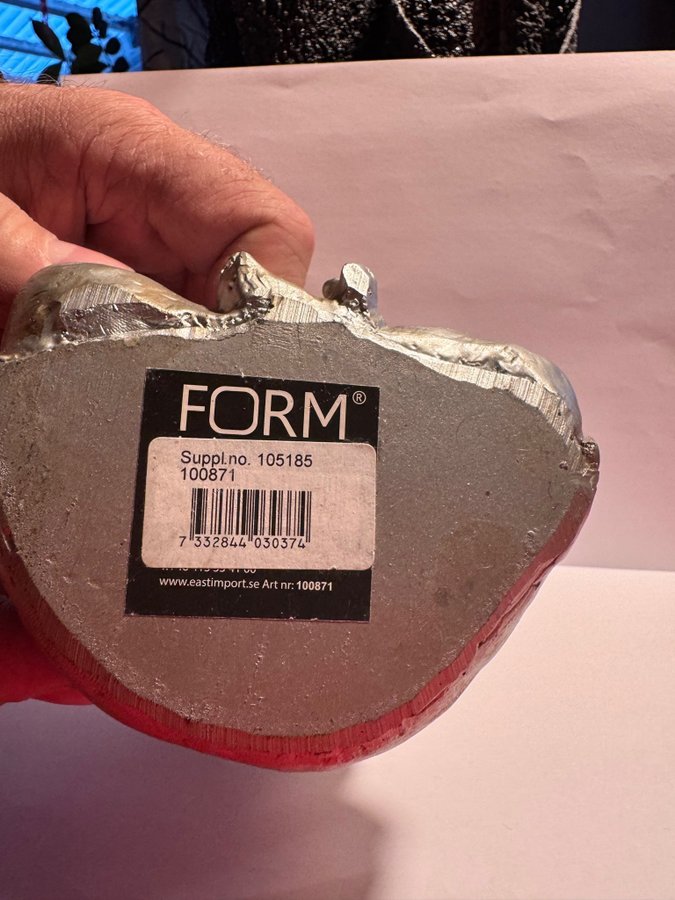 FORM®
Suppl.no. 105185
100871
7 332844 030374
www.eastimport.se Art nr: 100871